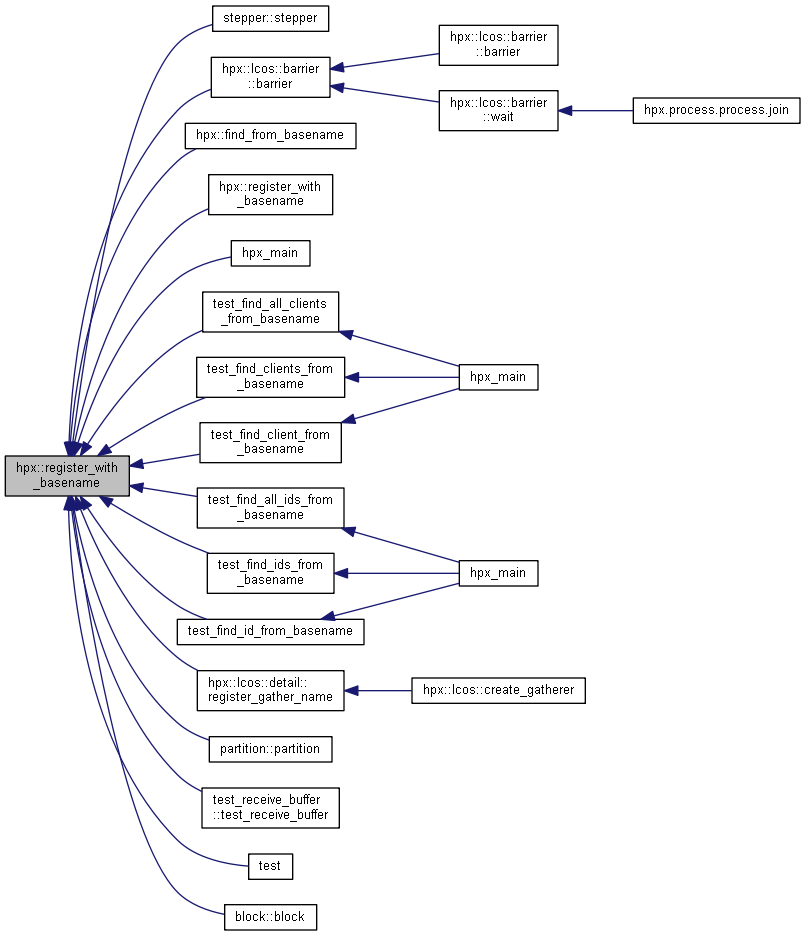 stepper::stepper
hpx::lcos::barrier
::barrier
hpx::lcos::barrier
::barrier
hpx::lcos::barrier
::wait
hpx.process.process.join
hpx::find_from_basename
hpx::register_with
_basename
hpx_main
test_find_all_clients
_from_basename
test_find_clients_from
_basename
hpx_main
test_find_client_from
_basename
hpx::register_with
_basename
test_find_all_ids_from
_basename
test_find_ids_from
_basename
hpx_main
test_find_id_from_basename
hpx::lcos::detail::
register_gather_name
hpx::lcos::create_gatherer
partition::partition
test_receive_buffer
::test_receive_buffer
test
block::block